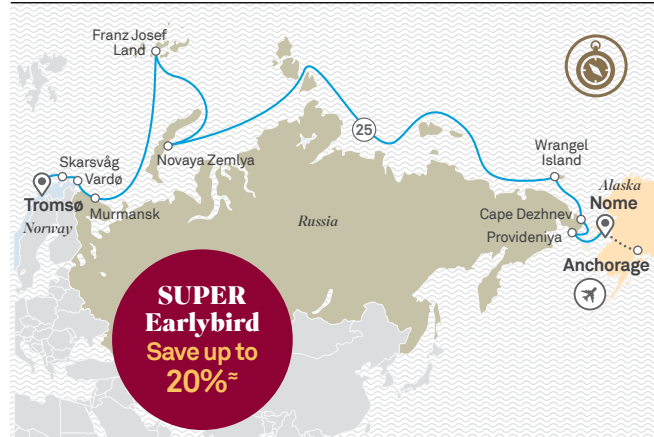 Franz Josef
Land
25
Wrangel
Island
Skarsvåg
Vardø
Novaya Zemlya
Alaska
Tromsø
Murmansk
Cape Dezhnev
Nome
Norway
Russia
Provideniya
Anchorage
SUPER
Earlybird
Save up to
20%≈